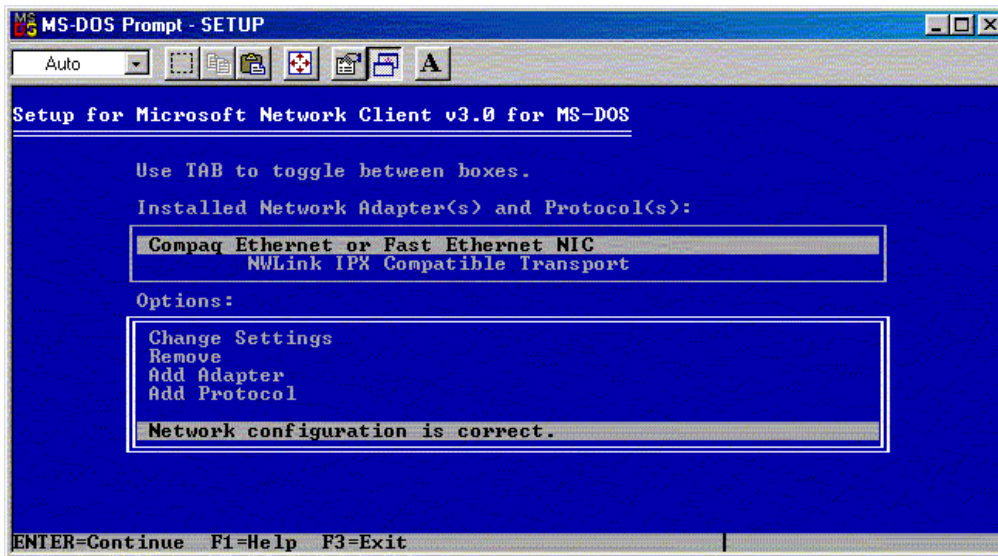 MS-DOS Prompt - SETUP
Auto
A
Setup for Microsoft Network Client v3.0 for MS-DOS
Use TAB to toggle between boxes.
Installed Network Adapter(s) and Protocol(s):
Compaq Ethernet or Fast Ethernet NIC
NWLink IPX Compatible Transport
Options:
Change Settings
Remove
Add Adapter
Add Protocol
Network configuration is correct.
ENTER=Continue F1=Help F3=Exit